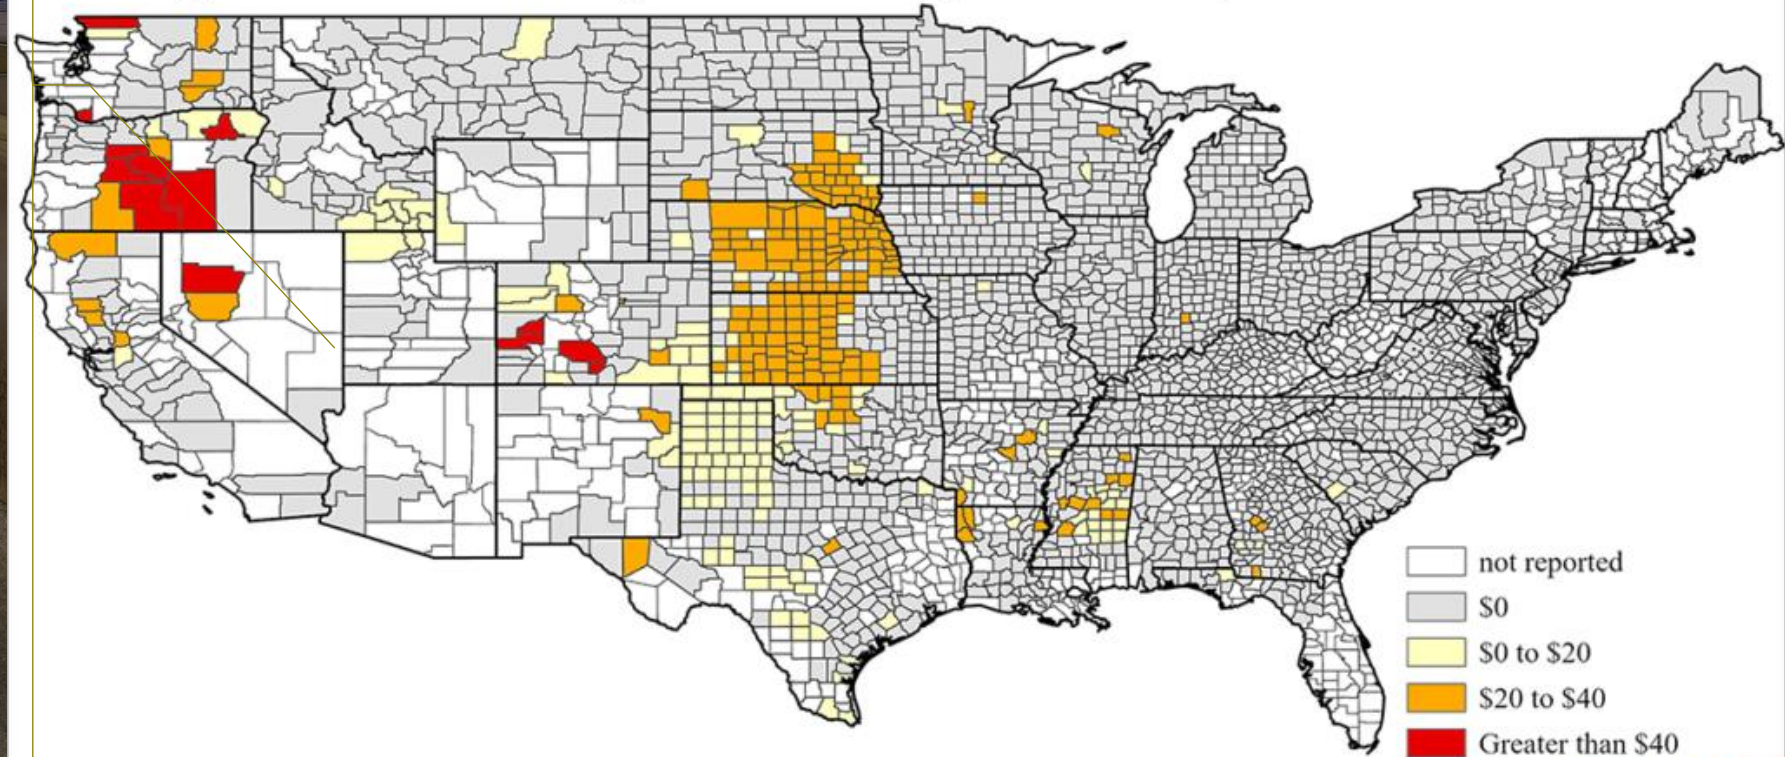 not reported
$0
$0 to $20
$20 to $40
Greater than $40